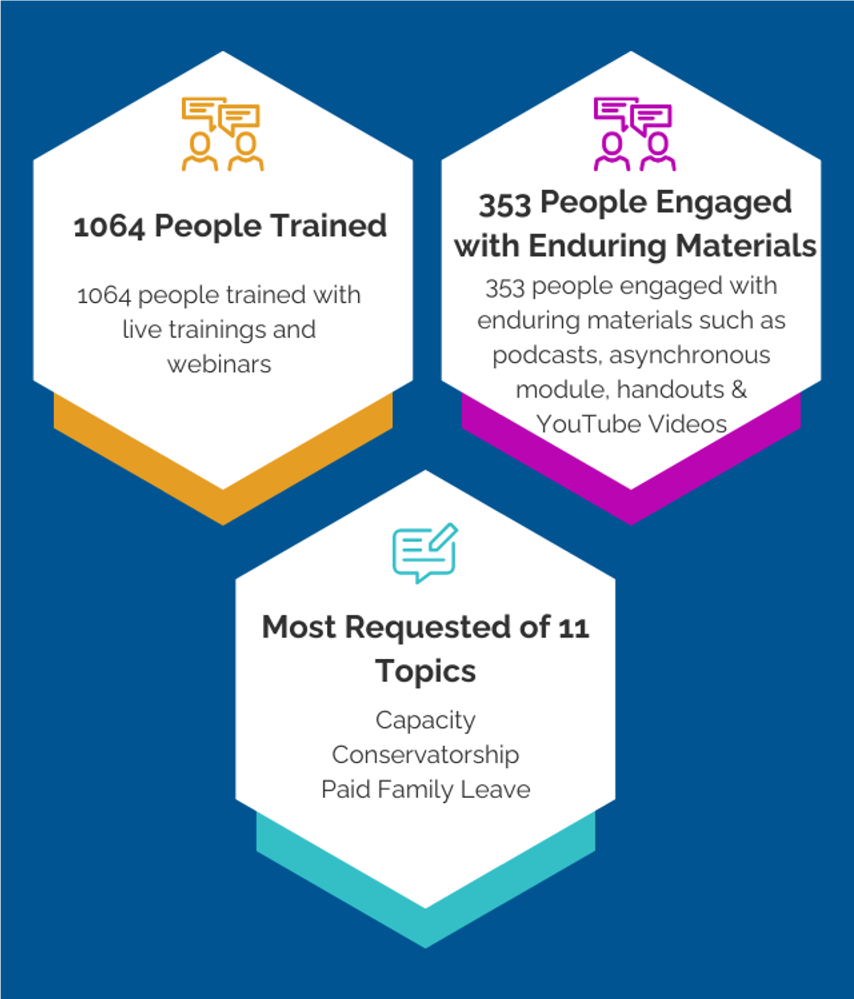 1064 People Trained
1064 people trained with
live trainings and
webinars
353 People Engaged
with Enduring Materials
353 people engaged with
enduring materials such as
podcasts, asynchronous
module, handouts &
YouTube Videos
Most Requested of 11
Topics
Capacity
Conservatorship
Paid Family Leave